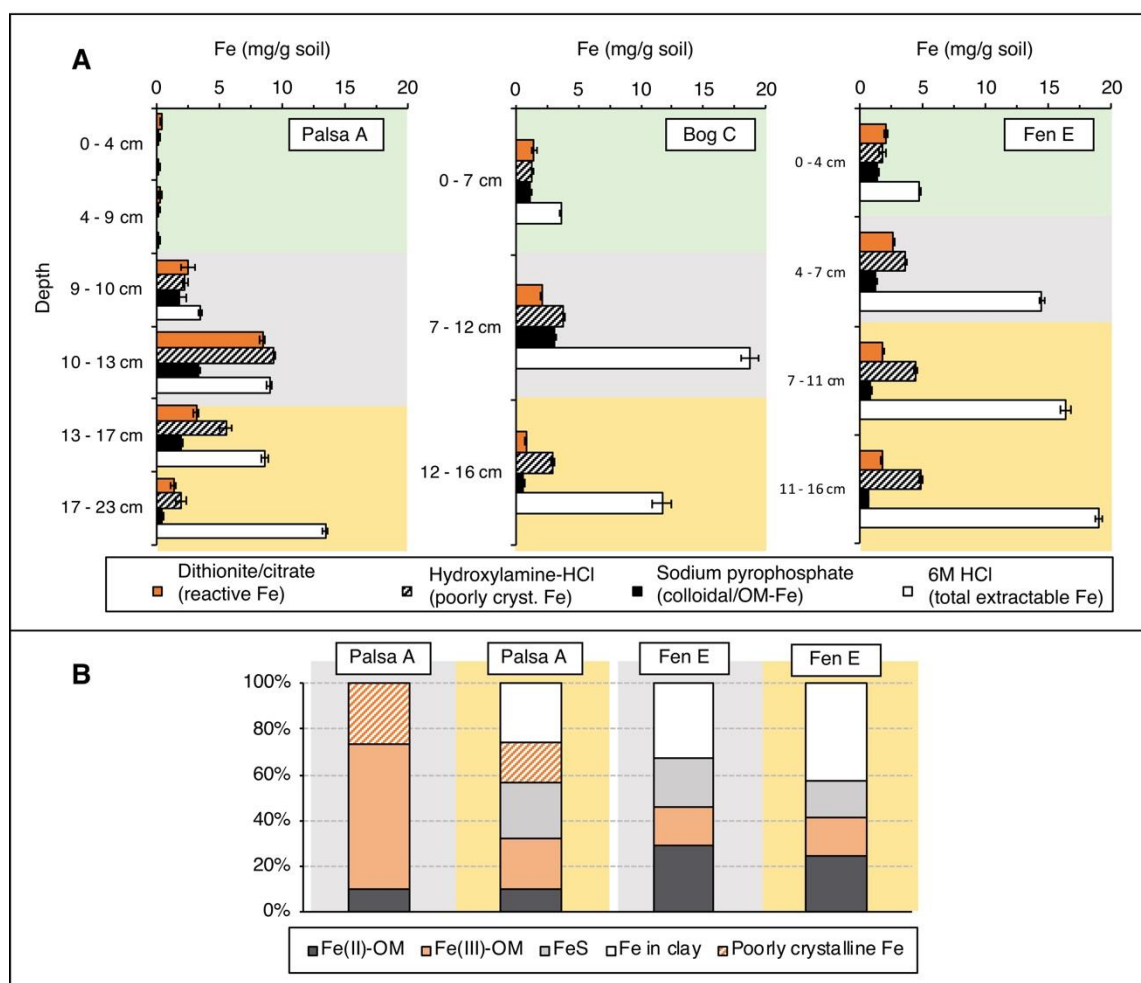 A
Fe (mg/g soil)
0 5 10 15 20
Palsa A
Depth
0 - 4 cm
4 - 9 cm
9 - 10 cm
10 - 13 cm
13 - 17 cm
17 - 23 cm
Fe (mg/g soil)
0 5 10 15 20
Bog C
0 - 7 cm
7 - 12 cm
12 - 16 cm
Fe (mg/g soil)
0 5 10 15 20
Fen E
0 - 4 cm
4 - 7 cm
7 - 11 cm
11 - 16 cm
Dithionite/citrate
(reactive Fe)
Hydroxylamine-HCl
(poorly cryst. Fe)
Sodium pyrophosphate
(colloidal/OM-Fe)
6M HCl
(total extractable Fe)
B
Palsa A Palsa A Fen E Fen E
100%
80%
60%
40%
20%
0%
Fe(II)-OM Fe(III)-OM FeS Fe in clay Poorly crystalline Fe